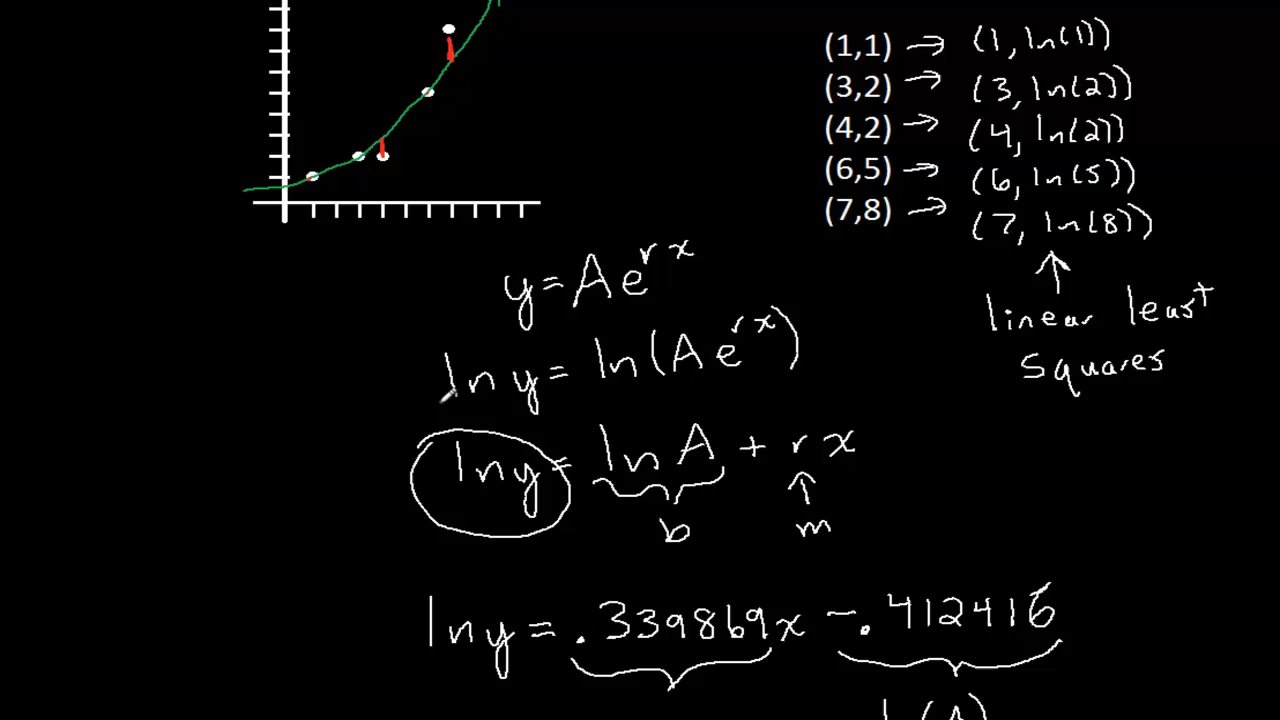 (1,1) → (1, ln(1))
(3,2) → (3, ln(2))
(4,2) → (4, ln(2))
(6,5) → (6, ln(5))
(7,8) → (7, ln(8))
linear least
squares
y = Ae^{rx}
ln y = ln(Ae^{rx})
ln y = ln A + rx
b
m
ln y = .339869x - .412416